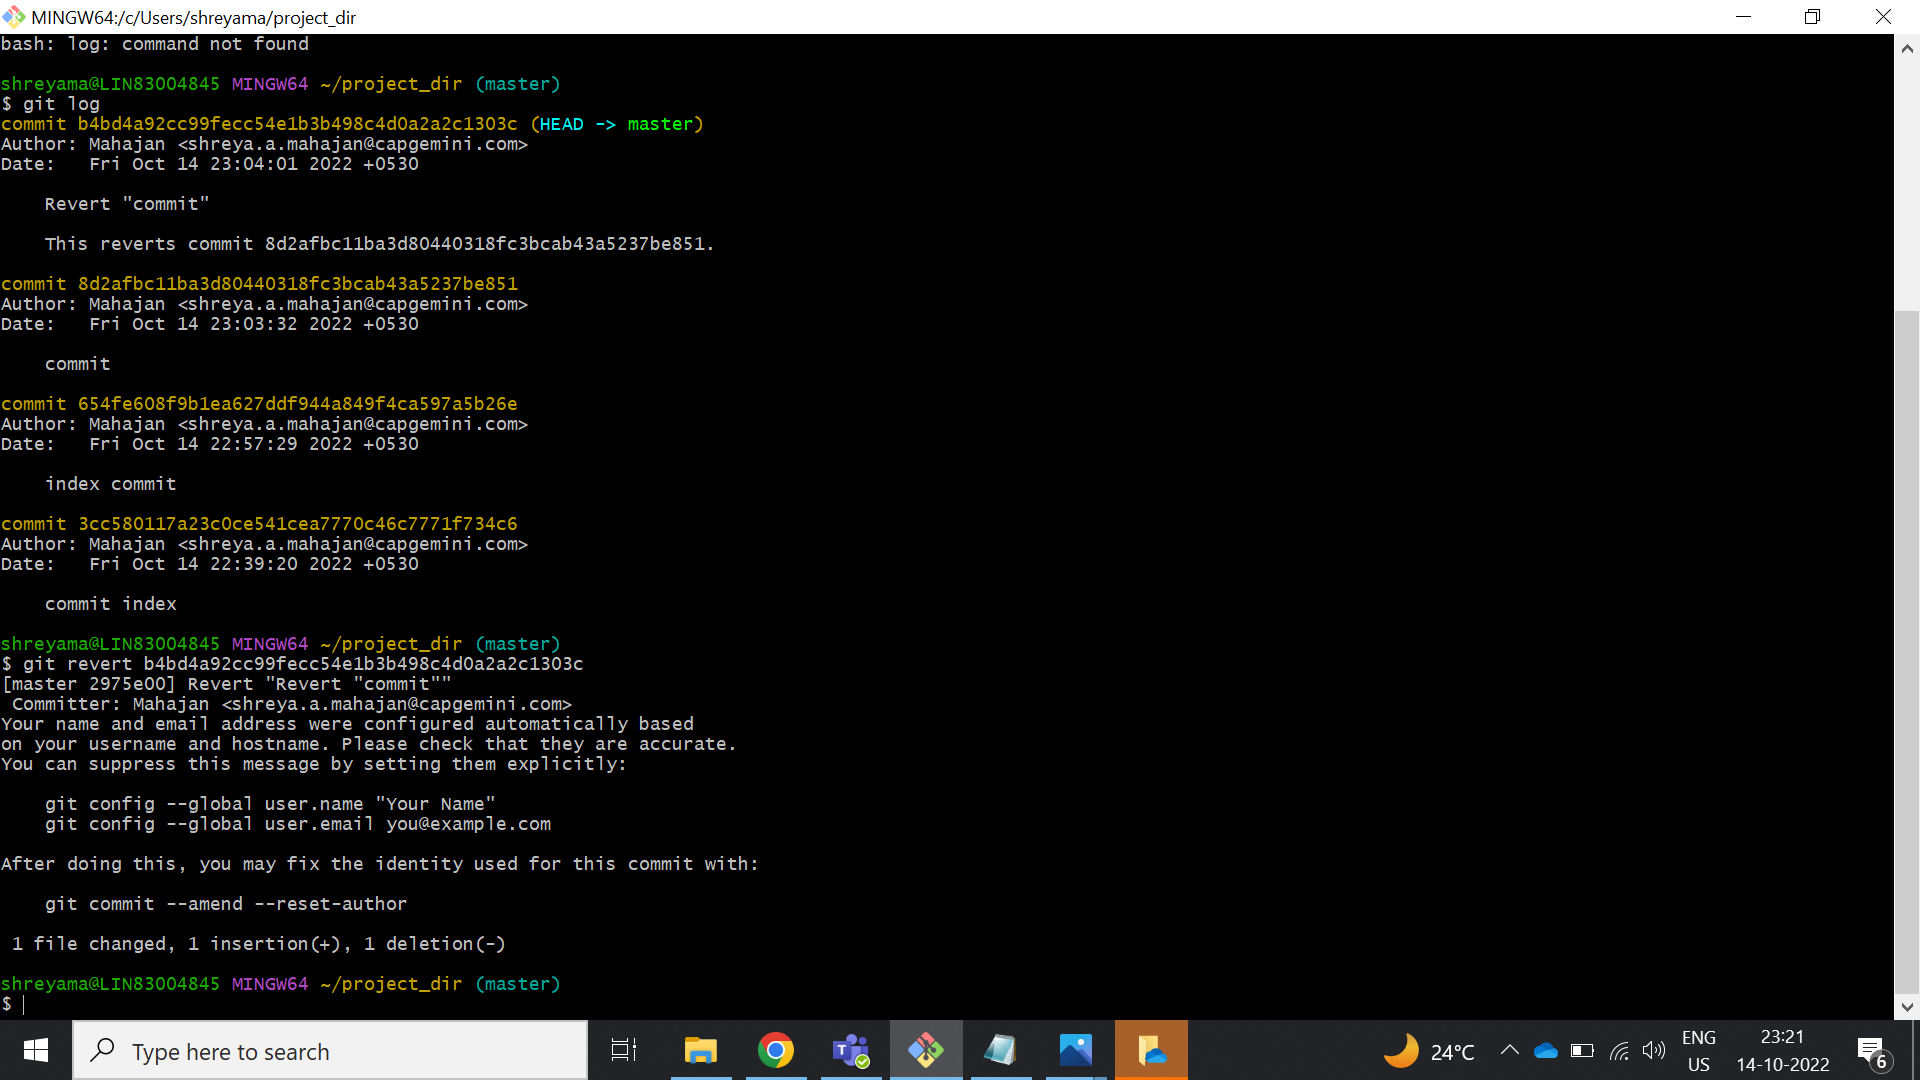 MINGW64:/c/Users/shreyama/project_dir
bash: log: command not found
shreyama@LIN83004845 MINGW64 ~/project_dir (master)
$ git log
commit b4bd4a92cc99fecc54e1b3b498c4d0a2a2c1303c (HEAD -> master)
Author: Mahajan <shreya.a.mahajan@capgemini.com>
Date:   Fri Oct 14 23:04:01 2022 +0530
    Revert "commit"
    This reverts commit 8d2afbc11ba3d80440318fc3bcab43a5237be851.
commit 8d2afbc11ba3d80440318fc3bcab43a5237be851
Author: Mahajan <shreya.a.mahajan@capgemini.com>
Date:   Fri Oct 14 23:03:32 2022 +0530
    commit
commit 654fe608f9b1ea627ddf944a849f4ca597a5b26e
Author: Mahajan <shreya.a.mahajan@capgemini.com>
Date:   Fri Oct 14 22:57:29 2022 +0530
    index commit
commit 3cc580117a23c0ce541cea7770c46c7771f734c6
Author: Mahajan <shreya.a.mahajan@capgemini.com>
Date:   Fri Oct 14 22:39:20 2022 +0530
    commit index
shreyama@LIN83004845 MINGW64 ~/project_dir (master)
$ git revert b4bd4a92cc99fecc54e1b3b498c4d0a2a2c1303c
[master 2975e00] Revert "Revert "commit""
 Committer: Mahajan <shreya.a.mahajan@capgemini.com>
Your name and email address were configured automatically based
on your username and hostname. Please check that they are accurate.
You can suppress this message by setting them explicitly:
    git config --global user.name "Your Name"
    git config --global user.email you@example.com
After doing this, you may fix the identity used for this commit with:
    git commit --amend --reset-author
 1 file changed, 1 insertion(+), 1 deletion(-)
shreyama@LIN83004845 MINGW64 ~/project_dir (master)
$
Type here to search
24°C
ENG
US
23:21
14-10-2022
6